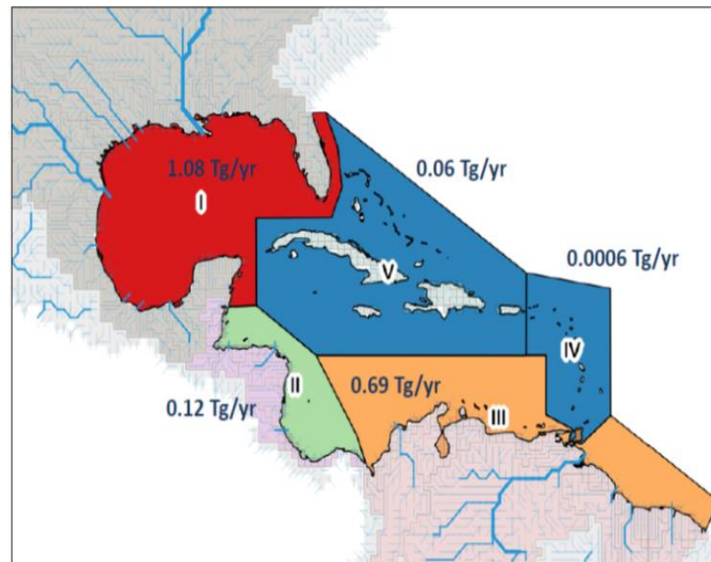 1.08 Tg/yr
I
0.06 Tg/yr
0.0006 Tg/yr
V
IV
II
0.69 Tg/yr
III
0.12 Tg/yr